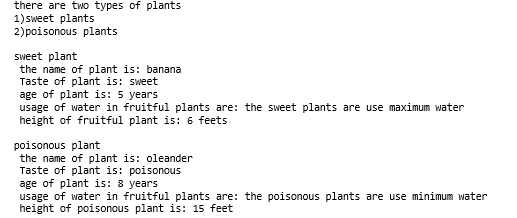 there are two types of plants
1)sweet plants
2)poisonous plants
sweet plant
the name of plant is: banana
Taste of plant is: sweet
age of plant is: 5 years
usage of water in fruitful plants are: the sweet plants are use maximum water
height of fruitful plant is: 6 feets
poisonous plant
the name of plant is: oleander
Taste of plant is: poisonous
age of plant is: 8 years
usage of water in fruitful plants are: the poisonous plants are use minimum water
height of poisonous plant is: 15 feet